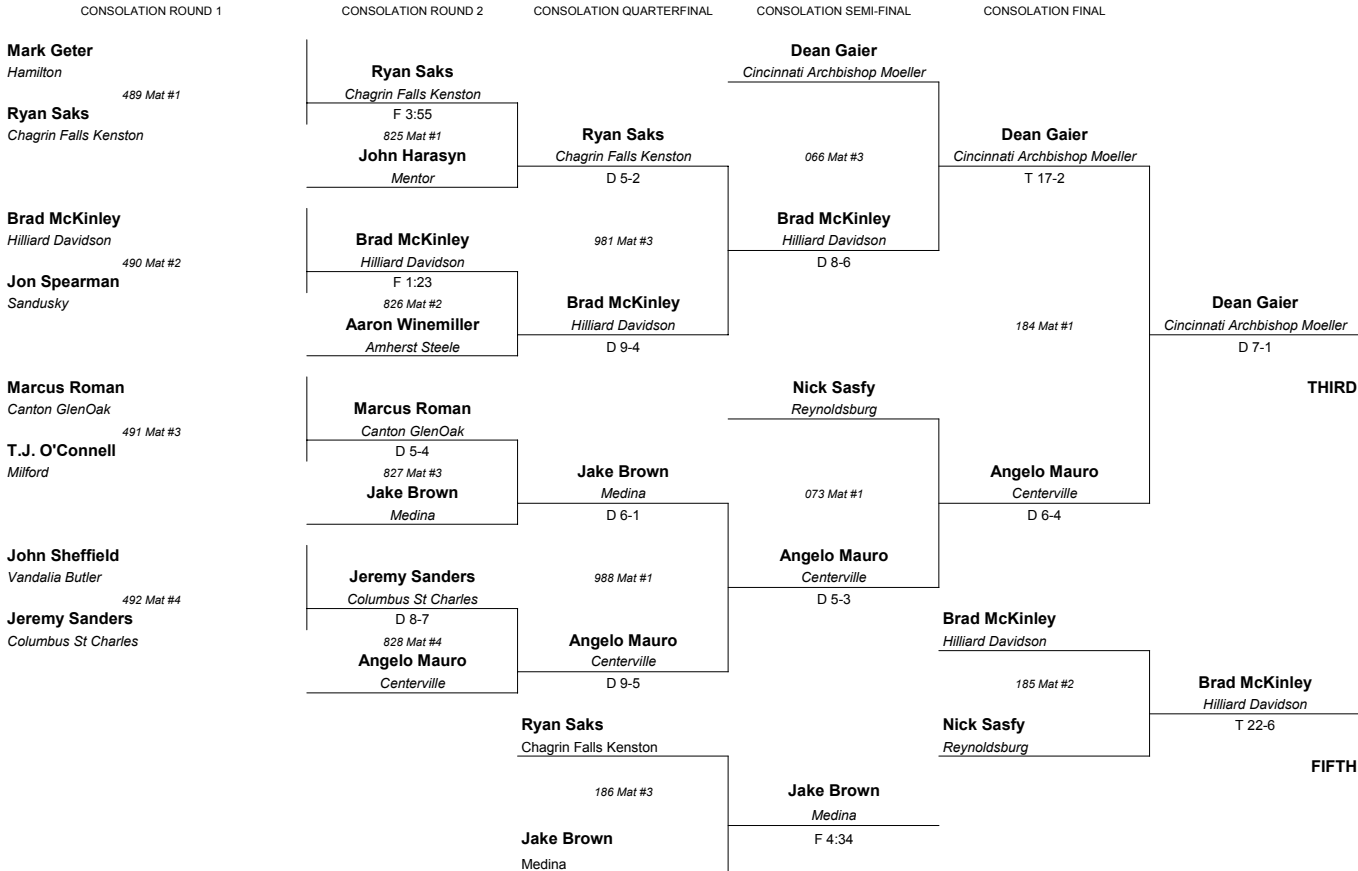 CONSOLATION ROUND 1
CONSOLATION ROUND 2
CONSOLATION QUARTERFINAL
CONSOLATION SEMI-FINAL
CONSOLATION FINAL
Mark Geter
Hamilton
489 Mat #1
Ryan Saks
Chagrin Falls Kenston
Brad McKinley
Hilliard Davidson
490 Mat #2
Jon Spearman
Sandusky
Marcus Roman
Canton GlenOak
491 Mat #3
T.J. O'Connell
Milford
John Sheffield
Vandalia Butler
492 Mat #4
Jeremy Sanders
Columbus St Charles
Ryan Saks
Chagrin Falls Kenston
F 3:55
825 Mat #1
John Harasyn
Mentor
Brad McKinley
Hilliard Davidson
F 1:23
826 Mat #2
Aaron Winemiller
Amherst Steele
Marcus Roman
Canton GlenOak
D 5-4
827 Mat #3
Jake Brown
Medina
Jeremy Sanders
Columbus St Charles
D 8-7
828 Mat #4
Angelo Mauro
Centerville
Ryan Saks
Chagrin Falls Kenston
D 5-2
981 Mat #3
Brad McKinley
Hilliard Davidson
D 9-4
Jake Brown
Medina
D 6-1
988 Mat #1
Angelo Mauro
Centerville
D 9-5
Ryan Saks
Chagrin Falls Kenston
186 Mat #3
Jake Brown
Medina
Dean Gaier
Cincinnati Archbishop Moeller
066 Mat #3
Brad McKinley
Hilliard Davidson
D 8-6
Nick Sasfy
Reynoldsburg
073 Mat #1
Angelo Mauro
Centerville
D 5-3
Jake Brown
Medina
F 4:34
Dean Gaier
Cincinnati Archbishop Moeller
T 17-2
184 Mat #1
Angelo Mauro
Centerville
D 6-4
Brad McKinley
Hilliard Davidson
185 Mat #2
Nick Sasfy
Reynoldsburg
Dean Gaier
Cincinnati Archbishop Moeller
D 7-1
THIRD
Brad McKinley
Hilliard Davidson
T 22-6
FIFTH